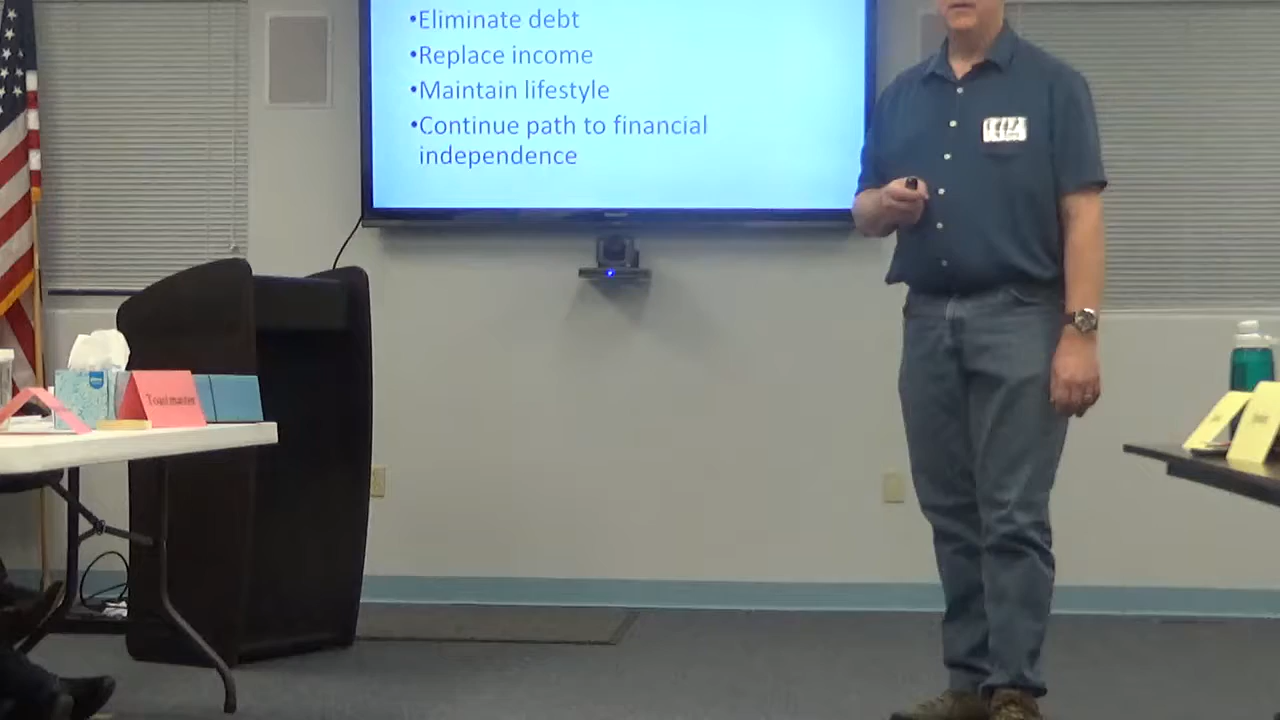 •Eliminate debt
•Replace income
•Maintain lifestyle
•Continue path to financial
independence
Toastmaster